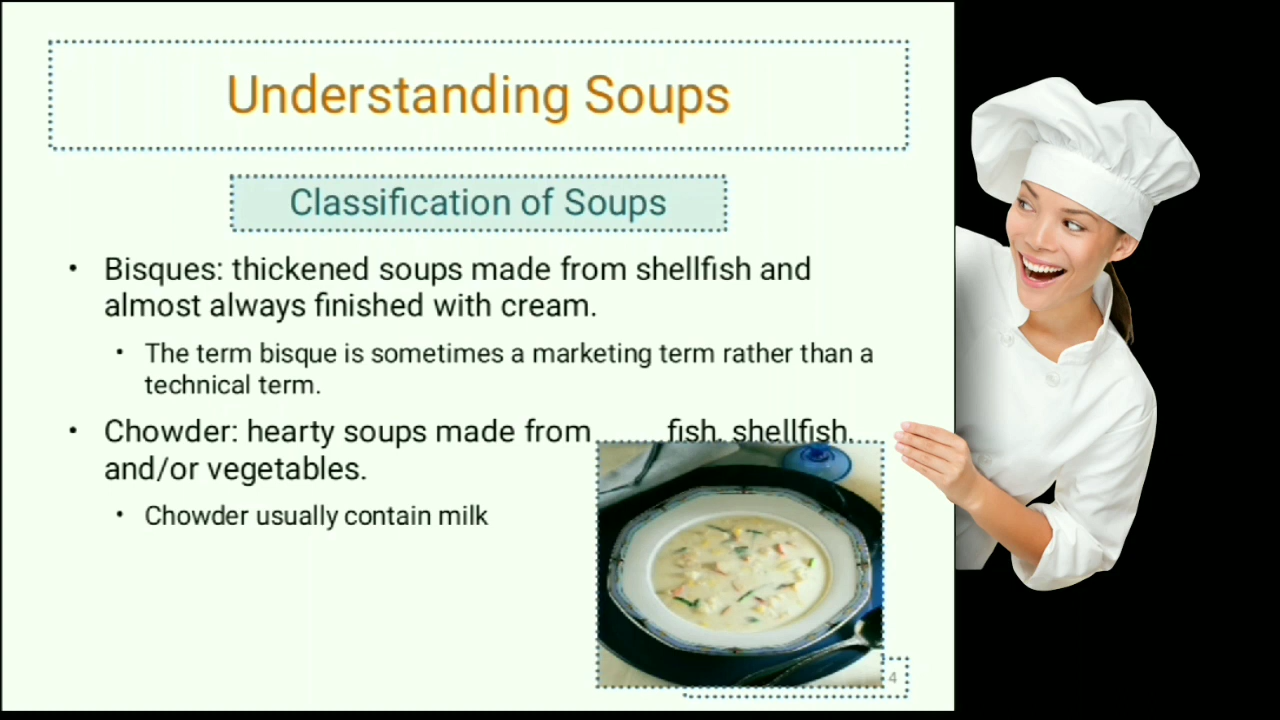 Understanding Soups
Classification of Soups
• Bisques: thickened soups made from shellfish and
almost always finished with cream.
• The term bisque is sometimes a marketing term rather than a
technical term.
• Chowder: hearty soups made from fish, shellfish,
and/or vegetables.
• Chowder usually contain milk
4